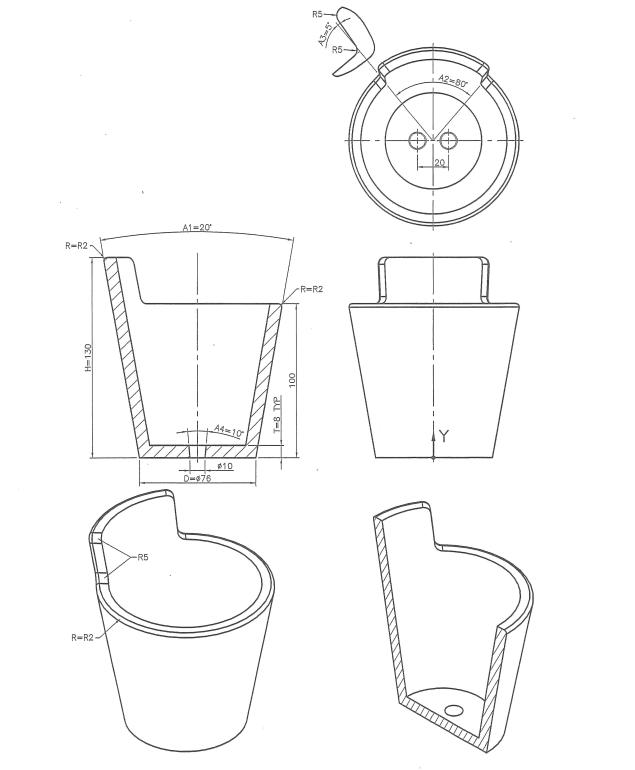 R5
A3=5°
R5
A2=80°
20
A1=20°
R=R2
R=R2
H=130
100
T=8 TYP
A4=10°
ø10
D=ø76
Y
R5
R=R2